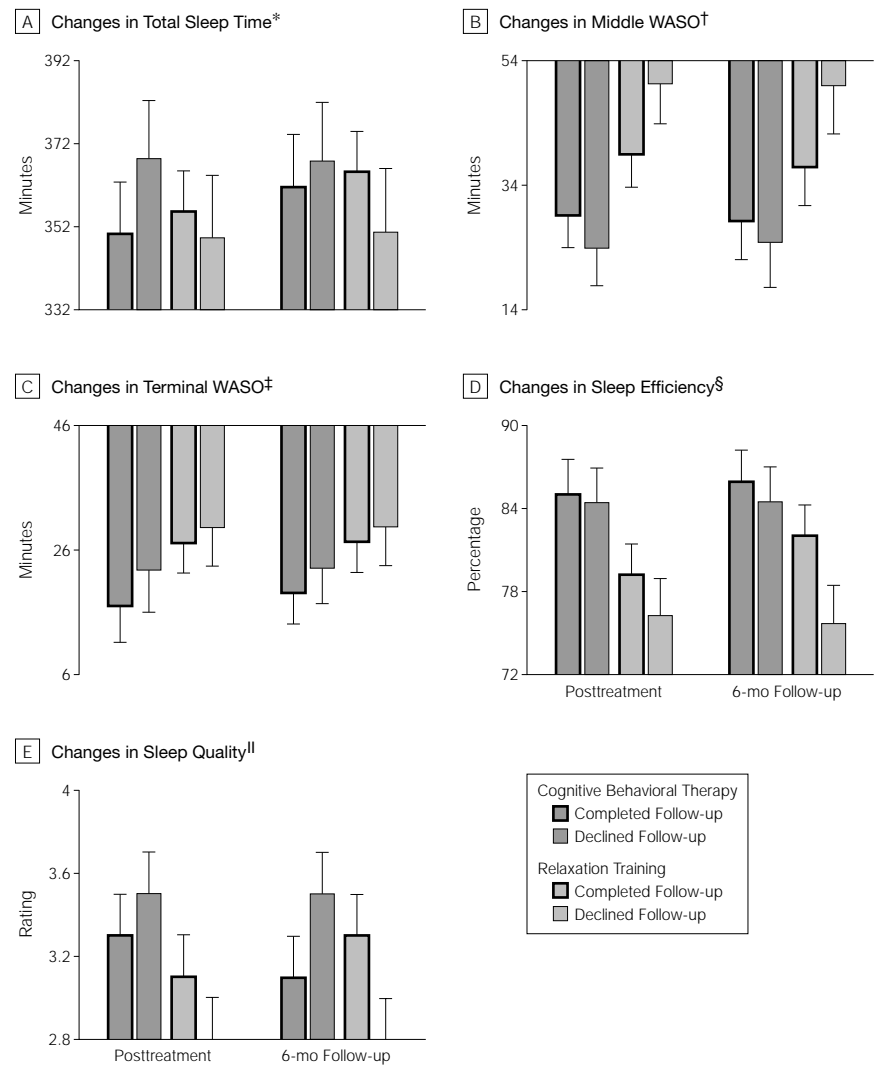 A Changes in Total Sleep Time*
392
372
352
332
Minutes
B Changes in Middle WASO†
54
34
14
Minutes
C Changes in Terminal WASO‡
46
26
6
Minutes
D Changes in Sleep Efficiency§
90
84
78
72
Percentage
Posttreatment 6-mo Follow-up
E Changes in Sleep Quality||
4
3.6
3.2
2.8
Rating
Posttreatment 6-mo Follow-up
Cognitive Behavioral Therapy
Completed Follow-up
Declined Follow-up
Relaxation Training
Completed Follow-up
Declined Follow-up